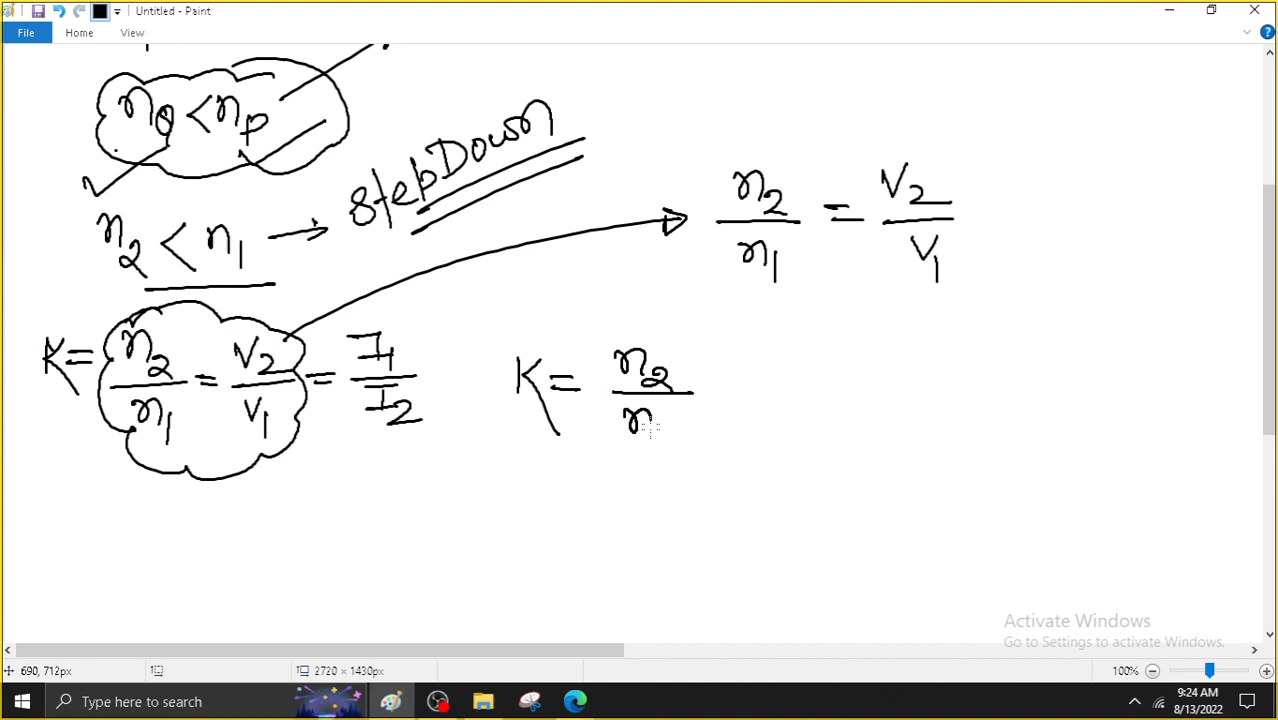 Untitled - Paint
File Home View
ns < np
StepDown
n2 < n1 →
n2/n1 = V2/V1
K = n2/n1 = V2/V1 = I1/I2
K = n2/n
Activate Windows
Go to Settings to activate Windows.
690, 712px
2720 × 1430px
100%
Type here to search
9:24 AM
8/13/2022